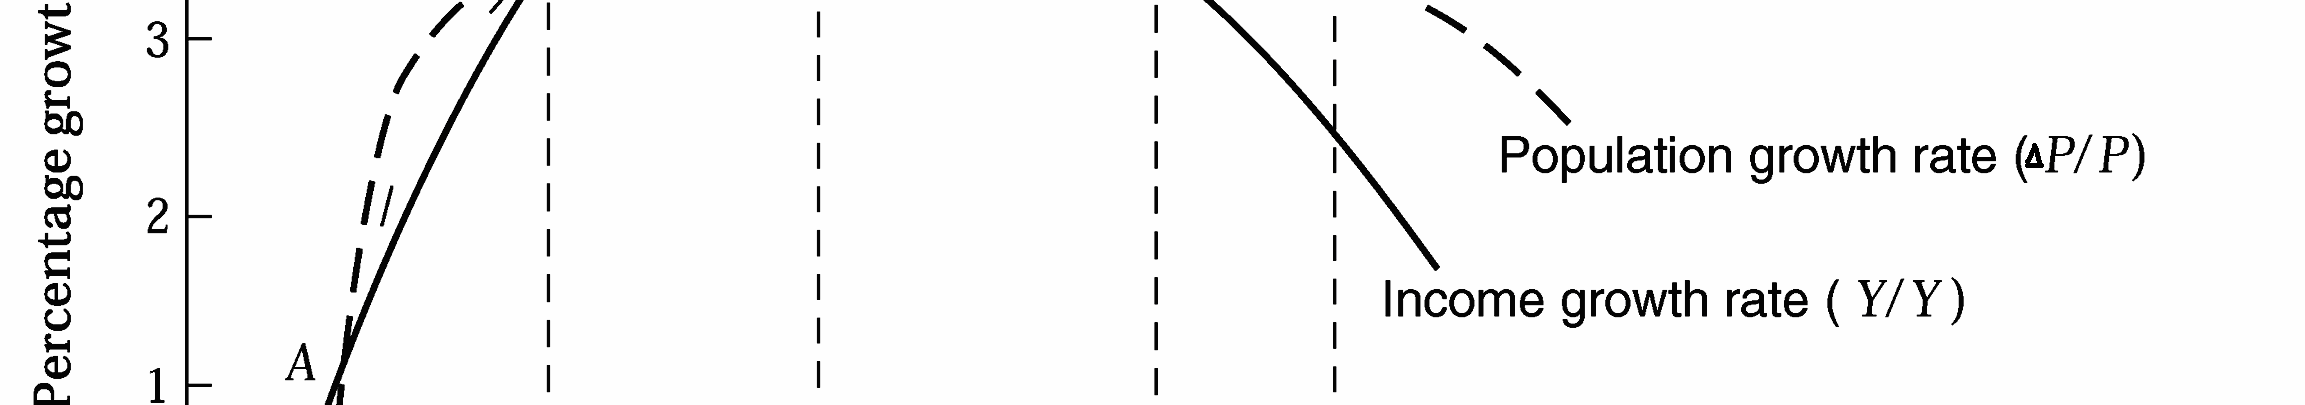 Percentage growt
3
2
A
1
Population growth rate (ΔP/P)
Income growth rate ( Y/Y )